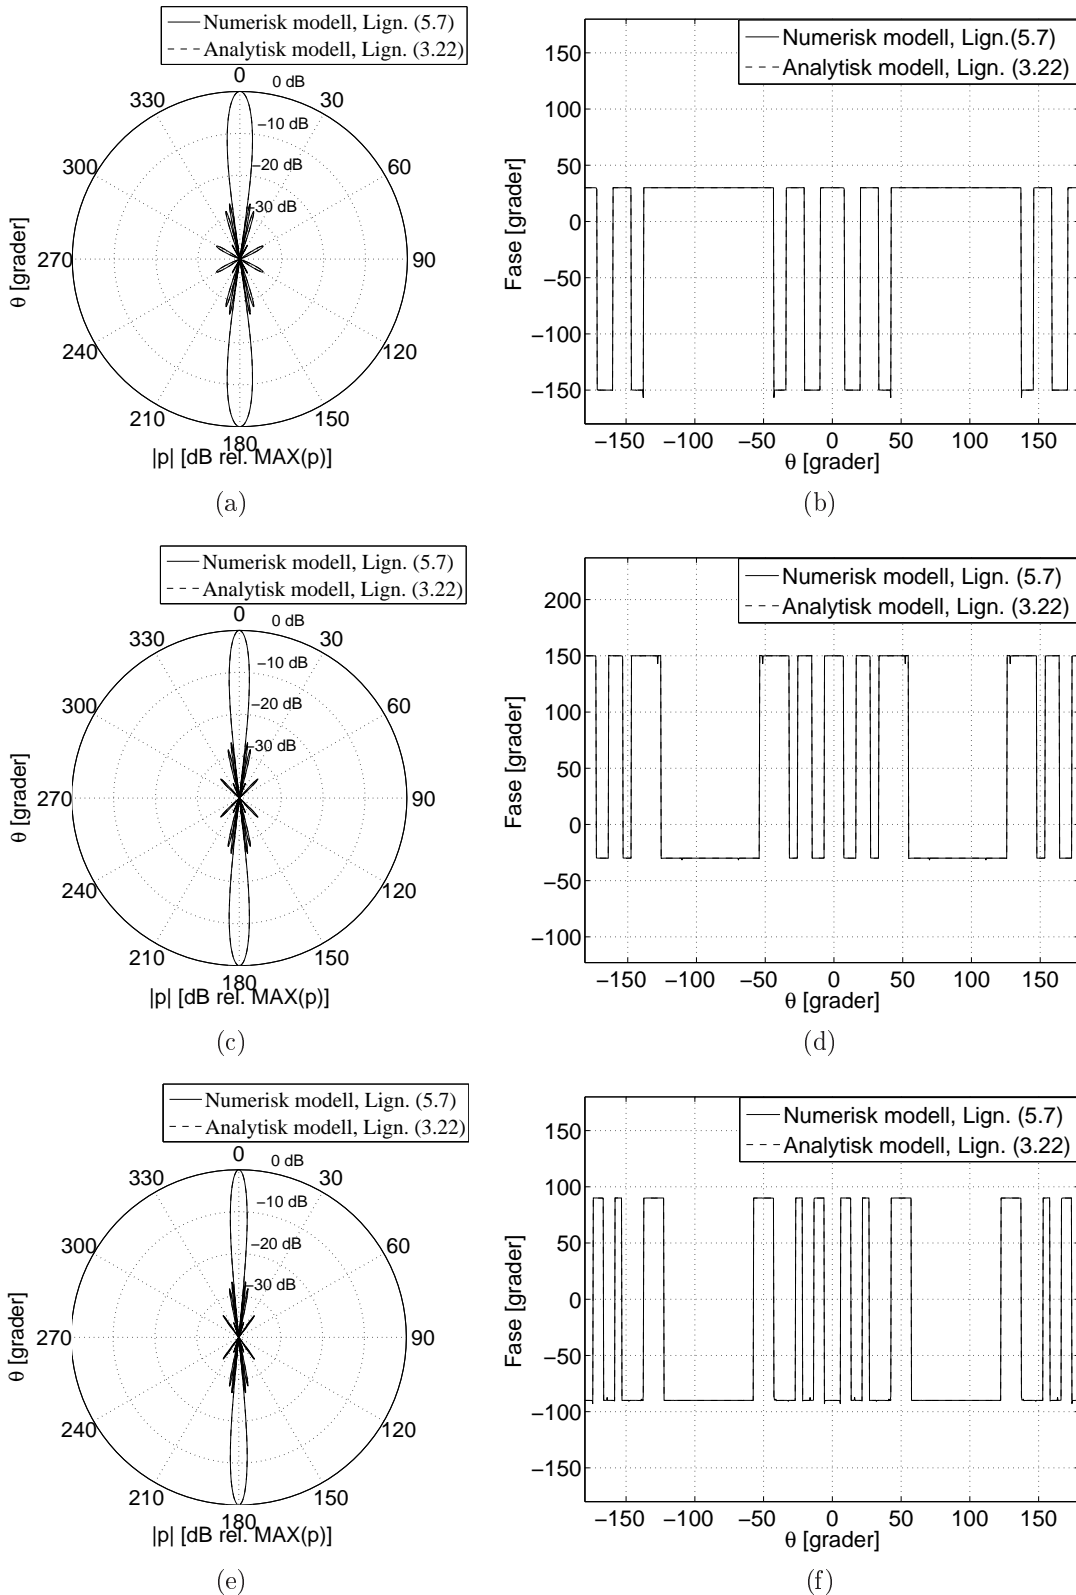 Numerisk modell, Lign. (5.7)
Analytisk modell, Lign. (3.22)
0
0 dB
330
30
−10 dB
300
60
−20 dB
−30 dB
270
90
240
120
210
150
180
θ [grader]
|p| [dB rel. MAX(p)]
(a)
Numerisk modell, Lign.(5.7)
Analytisk modell, Lign. (3.22)
150
100
50
0
−50
−100
−150
Fase [grader]
−150
−100
−50
0
50
100
150
θ [grader]
(b)
Numerisk modell, Lign. (5.7)
Analytisk modell, Lign. (3.22)
0
0 dB
330
30
−10 dB
300
60
−20 dB
−30 dB
270
90
240
120
210
150
180
θ [grader]
|p| [dB rel. MAX(p)]
(c)
Numerisk modell, Lign. (5.7)
Analytisk modell, Lign. (3.22)
200
150
100
50
0
−50
−100
Fase [grader]
−150
−100
−50
0
50
100
150
θ [grader]
(d)
Numerisk modell, Lign. (5.7)
Analytisk modell, Lign. (3.22)
0
0 dB
330
30
−10 dB
300
60
−20 dB
−30 dB
270
90
240
120
210
150
180
θ [grader]
|p| [dB rel. MAX(p)]
(e)
Numerisk modell, Lign. (5.7)
Analytisk modell, Lign. (3.22)
150
100
50
0
−50
−100
−150
Fase [grader]
−150
−100
−50
0
50
100
150
θ [grader]
(f)